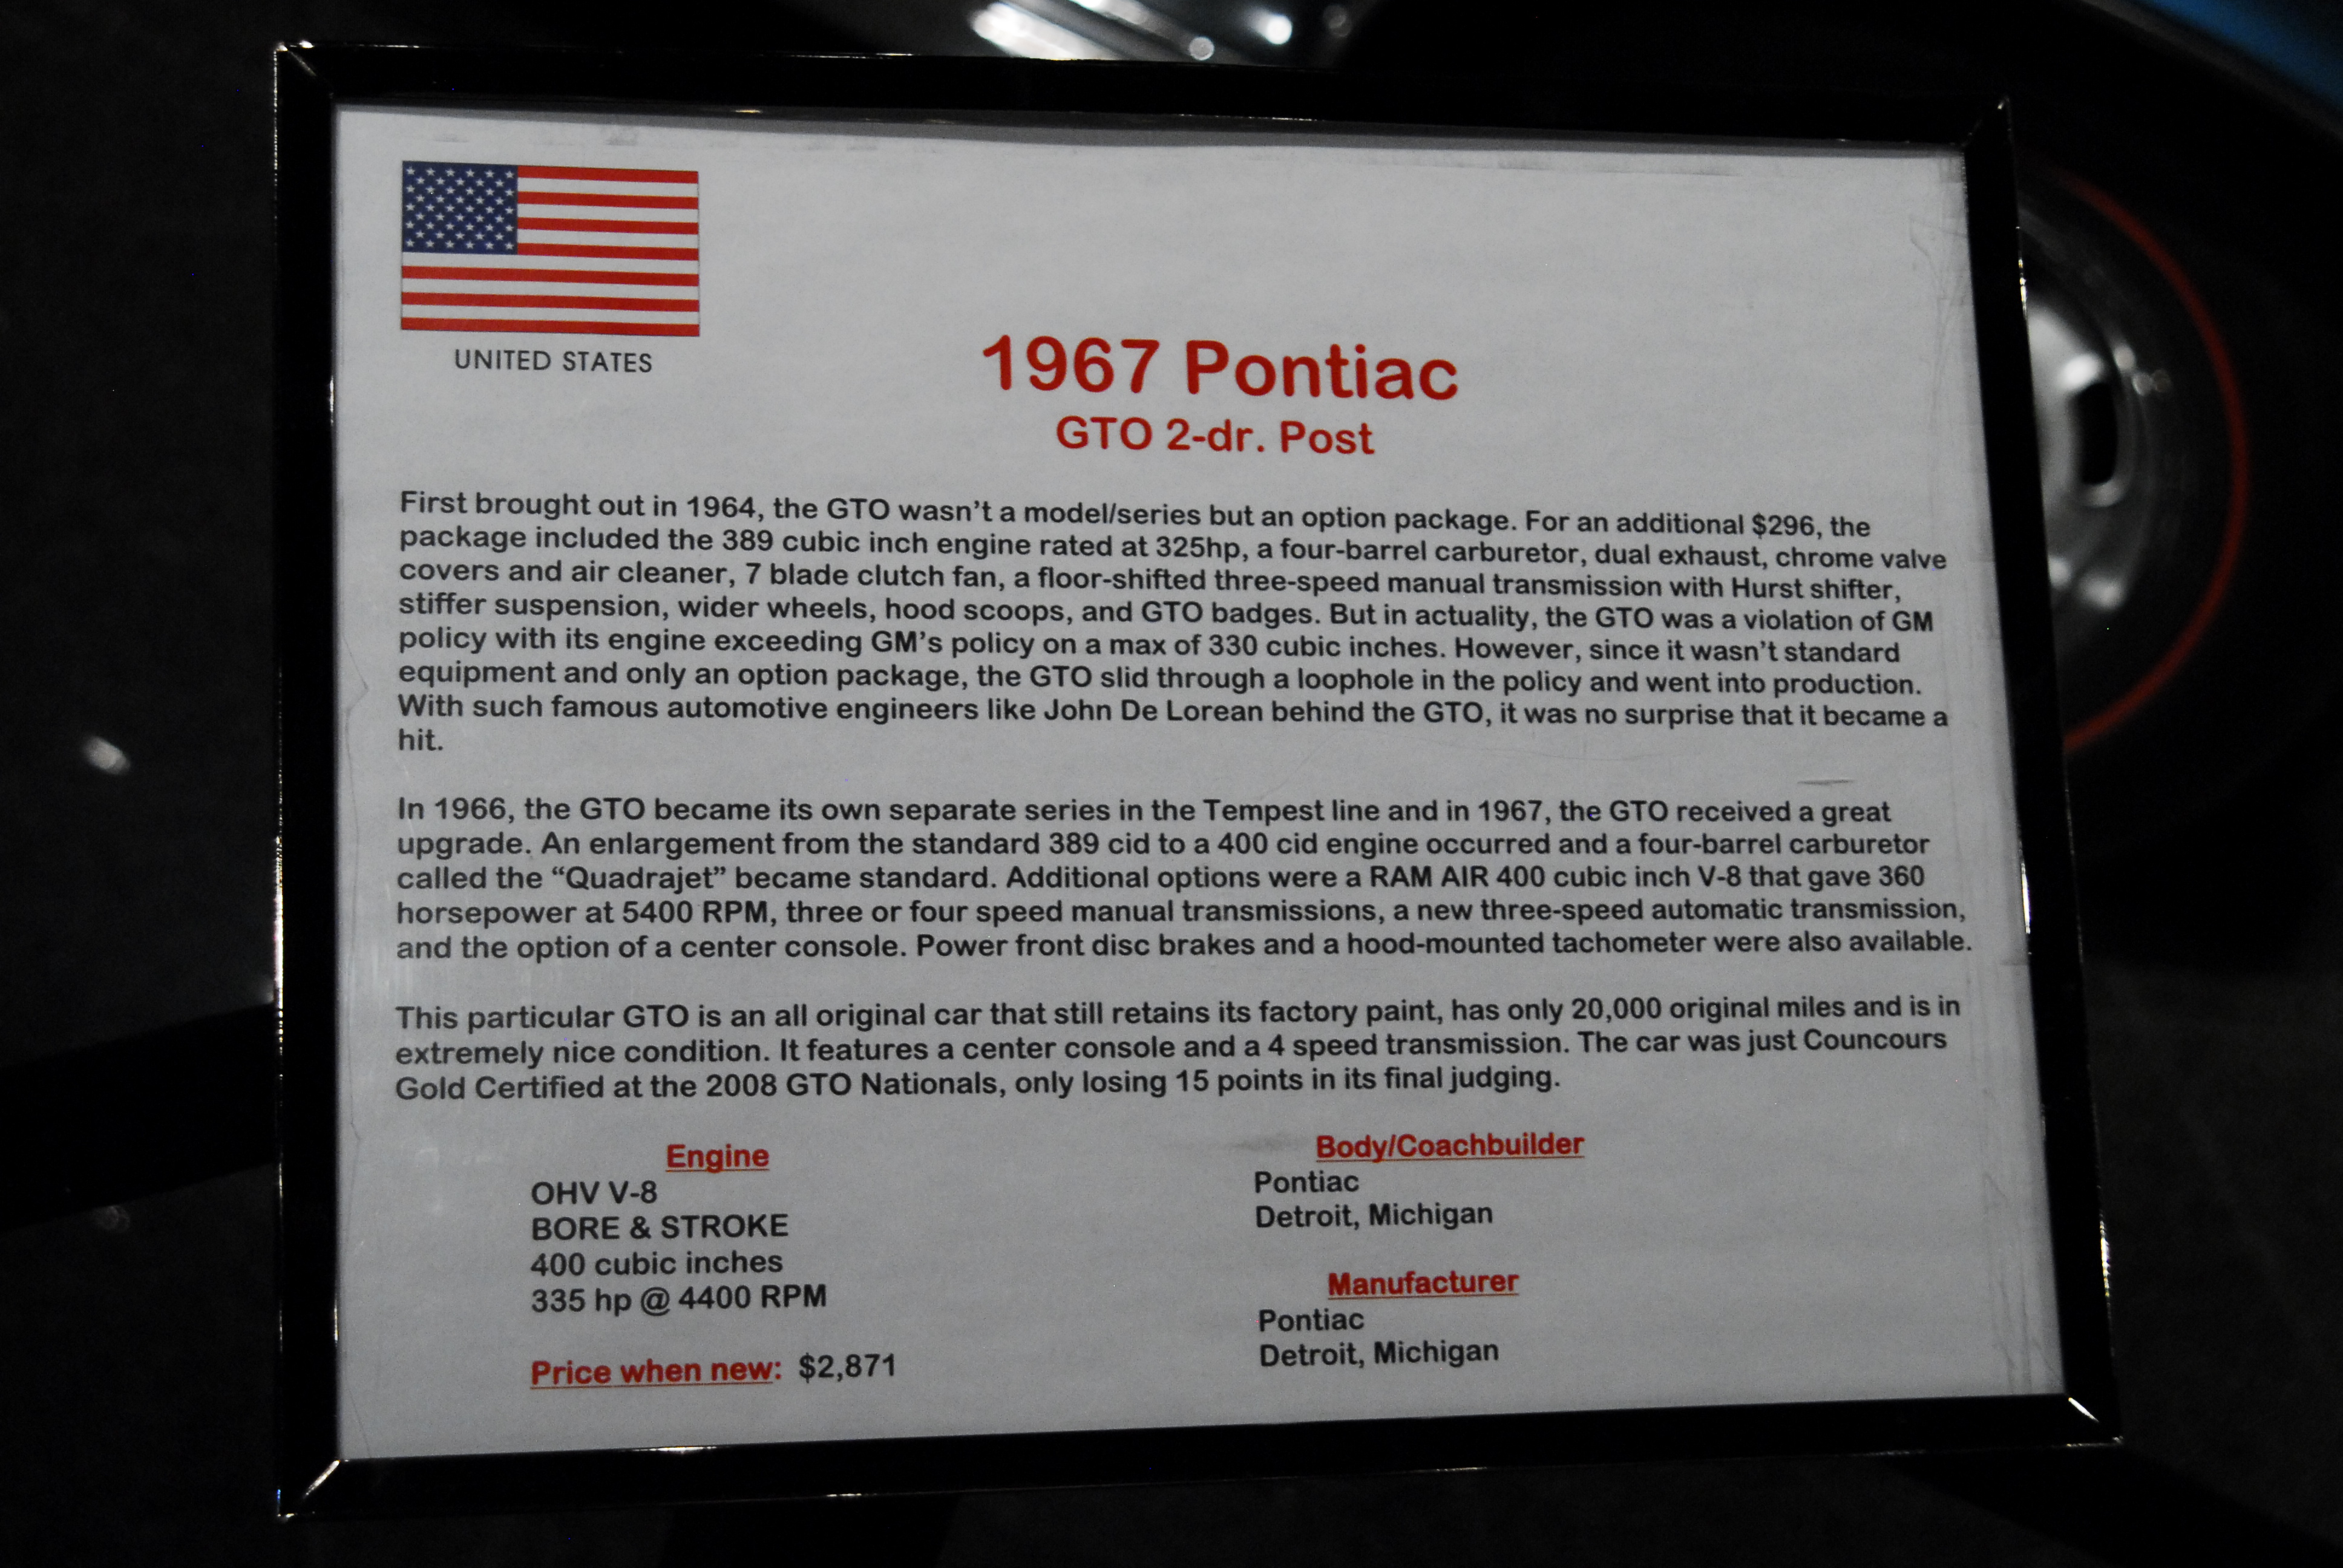 UNITED STATES
1967 Pontiac
GTO 2-dr. Post
First brought out in 1964, the GTO wasn't a model/series but an option package. For an additional $296, the
package included the 389 cubic inch engine rated at 325hp, a four-barrel carburetor, dual exhaust, chrome valve
covers and air cleaner, 7 blade clutch fan, a floor-shifted three-speed manual transmission with Hurst shifter,
stiffer suspension, wider wheels, hood scoops, and GTO badges. But in actuality, the GTO was a violation of GM
policy with its engine exceeding GM's policy on a max of 330 cubic inches. However, since it wasn't standard
equipment and only an option package, the GTO slid through a loophole in the policy and went into production.
With such famous automotive engineers like John De Lorean behind the GTO, it was no surprise that it became a
hit.
In 1966, the GTO became its own separate series in the Tempest line and in 1967, the GTO received a great
upgrade. An enlargement from the standard 389 cid to a 400 cid engine occurred and a four-barrel carburetor
called the “Quadrajet” became standard. Additional options were a RAM AIR 400 cubic inch V-8 that gave 360
horsepower at 5400 RPM, three or four speed manual transmissions, a new three-speed automatic transmission,
and the option of a center console. Power front disc brakes and a hood-mounted tachometer were also available.
This particular GTO is an all original car that still retains its factory paint, has only 20,000 original miles and is in
extremely nice condition. It features a center console and a 4 speed transmission. The car was just Councours
Gold Certified at the 2008 GTO Nationals, only losing 15 points in its final judging.
Engine
OHV V-8
BORE & STROKE
400 cubic inches
335 hp @ 4400 RPM
Price when new: $2,871
Body/Coachbuilder
Pontiac
Detroit, Michigan
Manufacturer
Pontiac
Detroit, Michigan